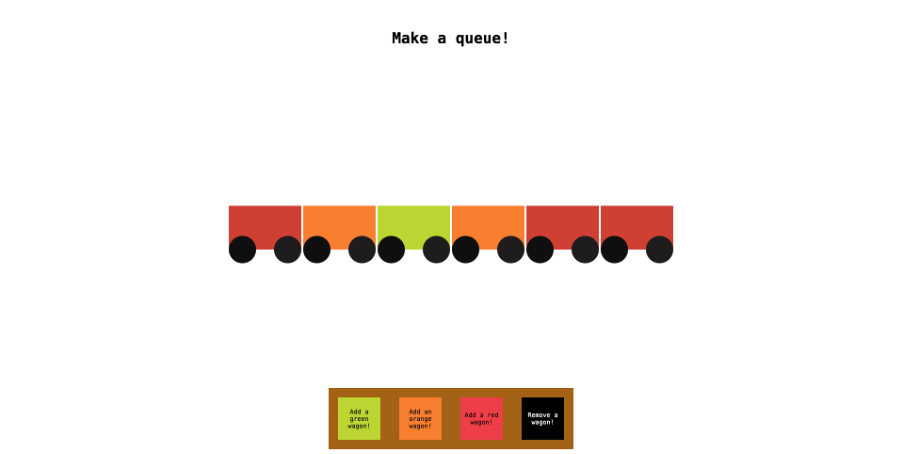 Make a queue!
Add a
green
wagon!
Add an
orange
wagon!
Add a red
wagon!
Remove a
wagon!